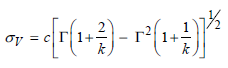 σ_V = c[Γ(1+2/k) − Γ²(1+1/k)]^1/2